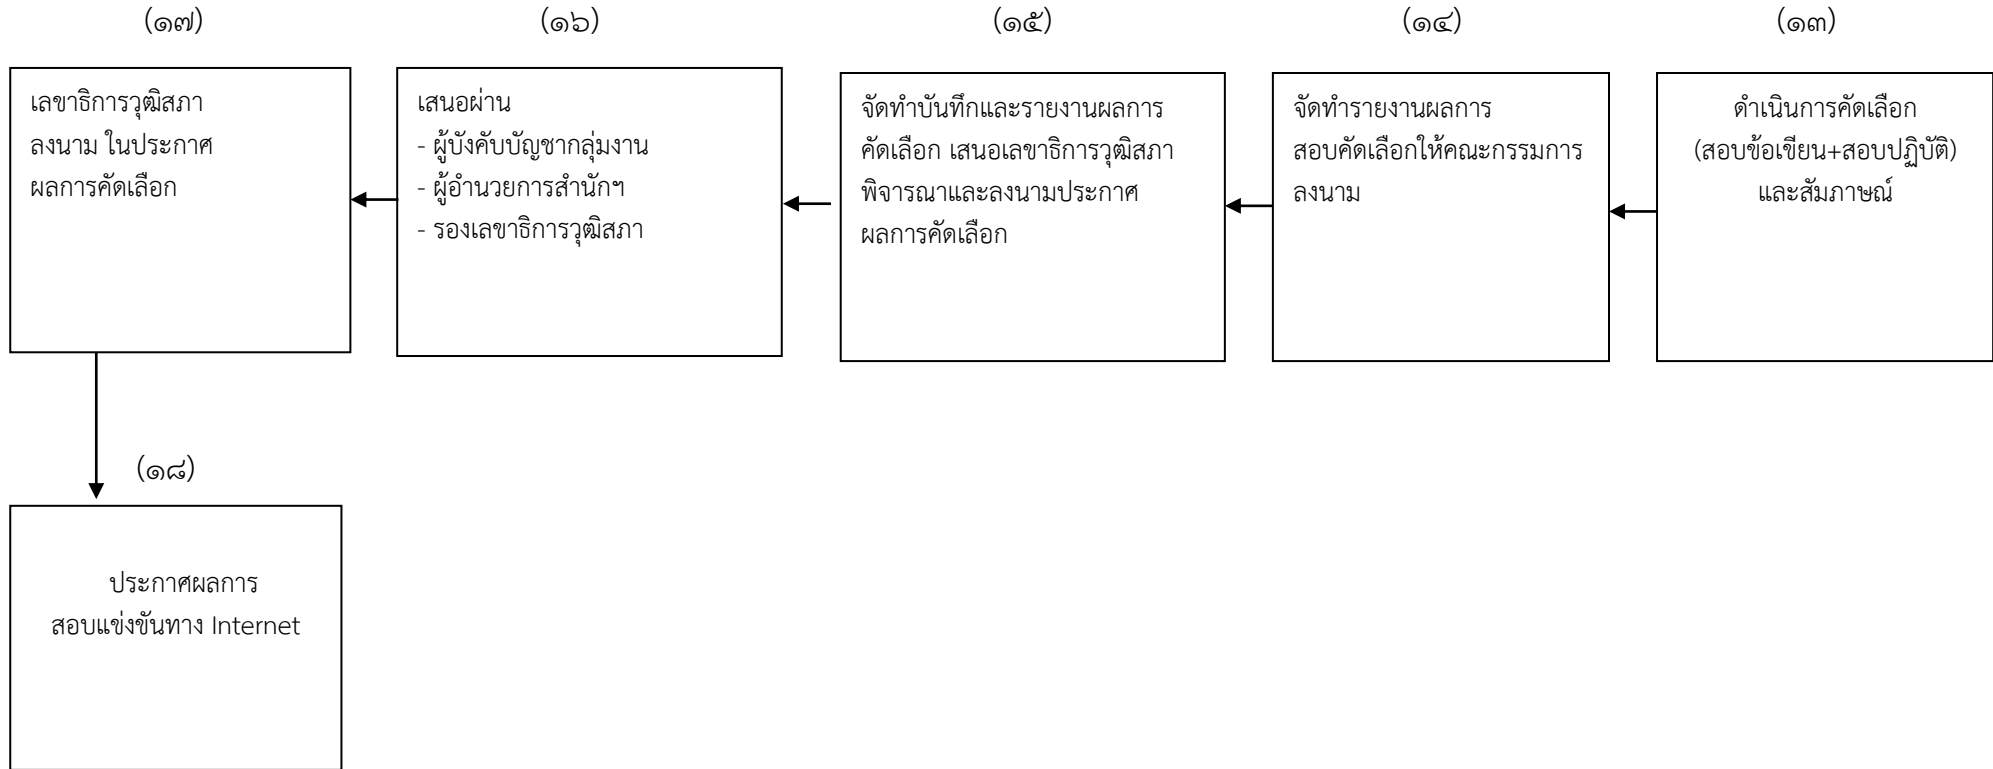 (๑๗)
เลขาธิการวุฒิสภา
ลงนาม ในประกาศ
ผลการคัดเลือก
(๑๖)
เสนอผ่าน
- ผู้บังคับบัญชากลุ่มงาน
- ผู้อำนวยการสำนักฯ
- รองเลขาธิการวุฒิสภา
(๑๕)
จัดทำบันทึกและรายงานผลการ
คัดเลือก เสนอเลขาธิการวุฒิสภา
พิจารณาและลงนามประกาศ
ผลการคัดเลือก
(๑๔)
จัดทำรายงานผลการ
สอบคัดเลือกให้คณะกรรมการ
ลงนาม
(๑๓)
ดำเนินการคัดเลือก
(สอบข้อเขียน+สอบปฏิบัติ)
และสัมภาษณ์
(๑๘)
ประกาศผลการ
สอบแข่งขันทาง Internet